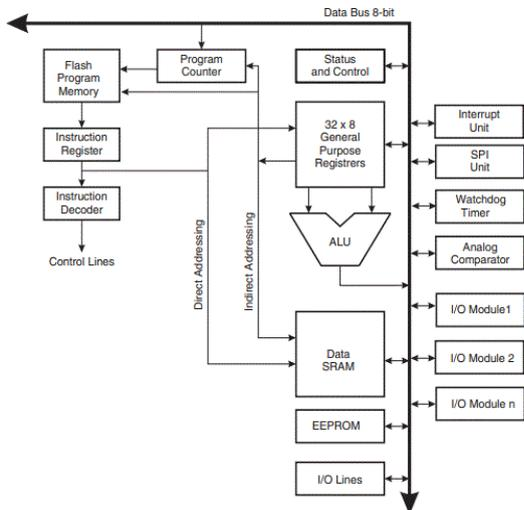 Data Bus 8-bit
Flash
Program
Memory
Program
Counter
Status
and Control
Instruction
Register
32 x 8
General
Purpose
Registrers
Interrupt
Unit
SPI
Unit
Instruction
Decoder
Watchdog
Timer
Control Lines
Direct Addressing
Indirect Addressing
ALU
Analog
Comparator
I/O Module1
Data
SRAM
I/O Module 2
I/O Module n
EEPROM
I/O Lines